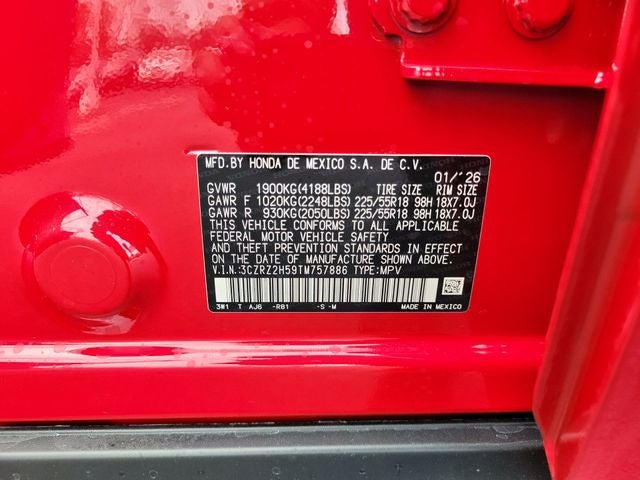 MFD.BY HONDA DE MEXICO S.A. DE C.V.
01/'26
GVWR 1900KG(4188LBS) TIRE SIZE RIM SIZE
GAWR F 1020KG(2248LBS) 225/55R18 98H 18X7.0J
GAWR R 930KG(2050LBS) 225/55R18 98H 18X7.0J
THIS VEHICLE CONFORMS TO ALL APPLICABLE
FEDERAL MOTOR VEHICLE SAFETY
AND THEFT PREVENTION STANDARDS IN EFFECT
ON THE DATE OF MANUFACTURE SHOWN ABOVE.
V.I.N.:3CZRZ2H59TM757886 TYPE:MPV
3W1 T AJ6 -R81 -S -M MADE IN MEXICO